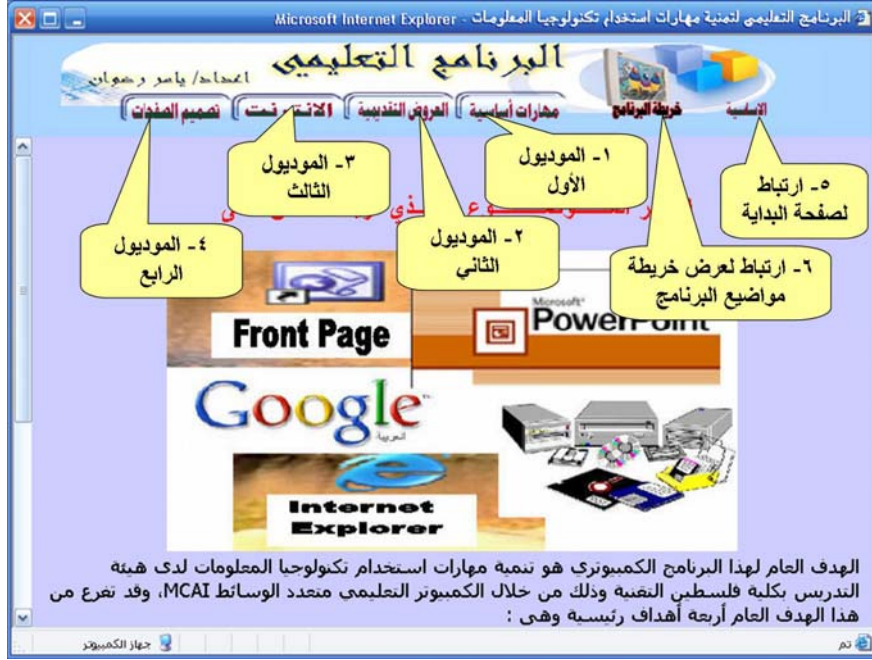 البرنامج التعليمي لتمنية مهارات استخدام تكنولوجيا المعلومات - Microsoft Internet Explorer
البرنامج التعليمي
اعداد/ ياسر رضوان
الاساسية
خريطة البرنامج
مهارات أساسية
العروض التقديمية
الانترنت
تصميم الصفحات
١- الموديول
الأول
٢- الموديول
الثاني
٣- الموديول
الثالث
٤- الموديول
الرابع
٥- ارتباط
لصفحة البداية
٦- ارتباط لعرض خريطة
مواضيع البرنامج
Front Page
Microsoft
PowerPoint
Google
العربية
Internet
Explorer
الهدف العام لهذا البرنامج الكمبيوتري هو تنمية مهارات استخدام تكنولوجيا المعلومات لدى هيئة
التدريس بكلية فلسطين التقنية وذلك من خلال الكمبيوتر التعليمي متعدد الوسائط MCAI، وقد تفرع من
هذا الهدف العام أربعة أهداف رئيسية وهي :
تم
جهاز الكمبيوتر